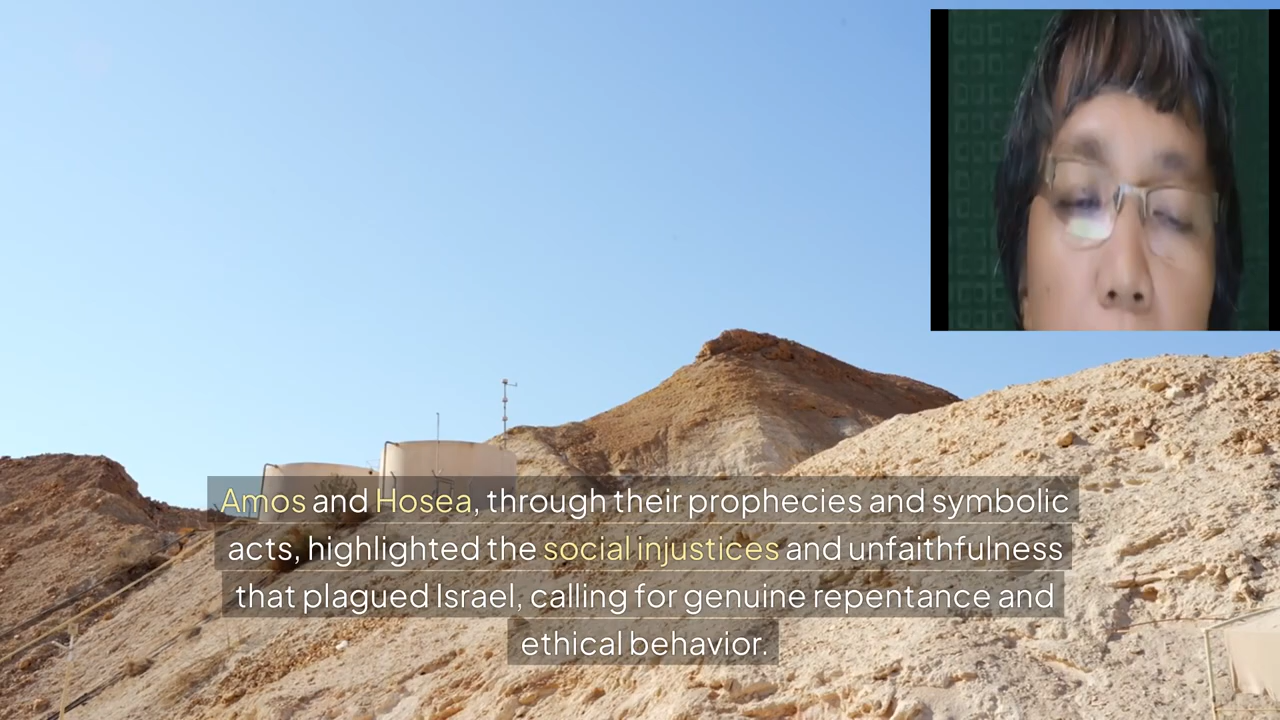 Amos and Hosea, through their prophecies and symbolic
acts, highlighted the social injustices and unfaithfulness
that plagued Israel, calling for genuine repentance and
ethical behavior.